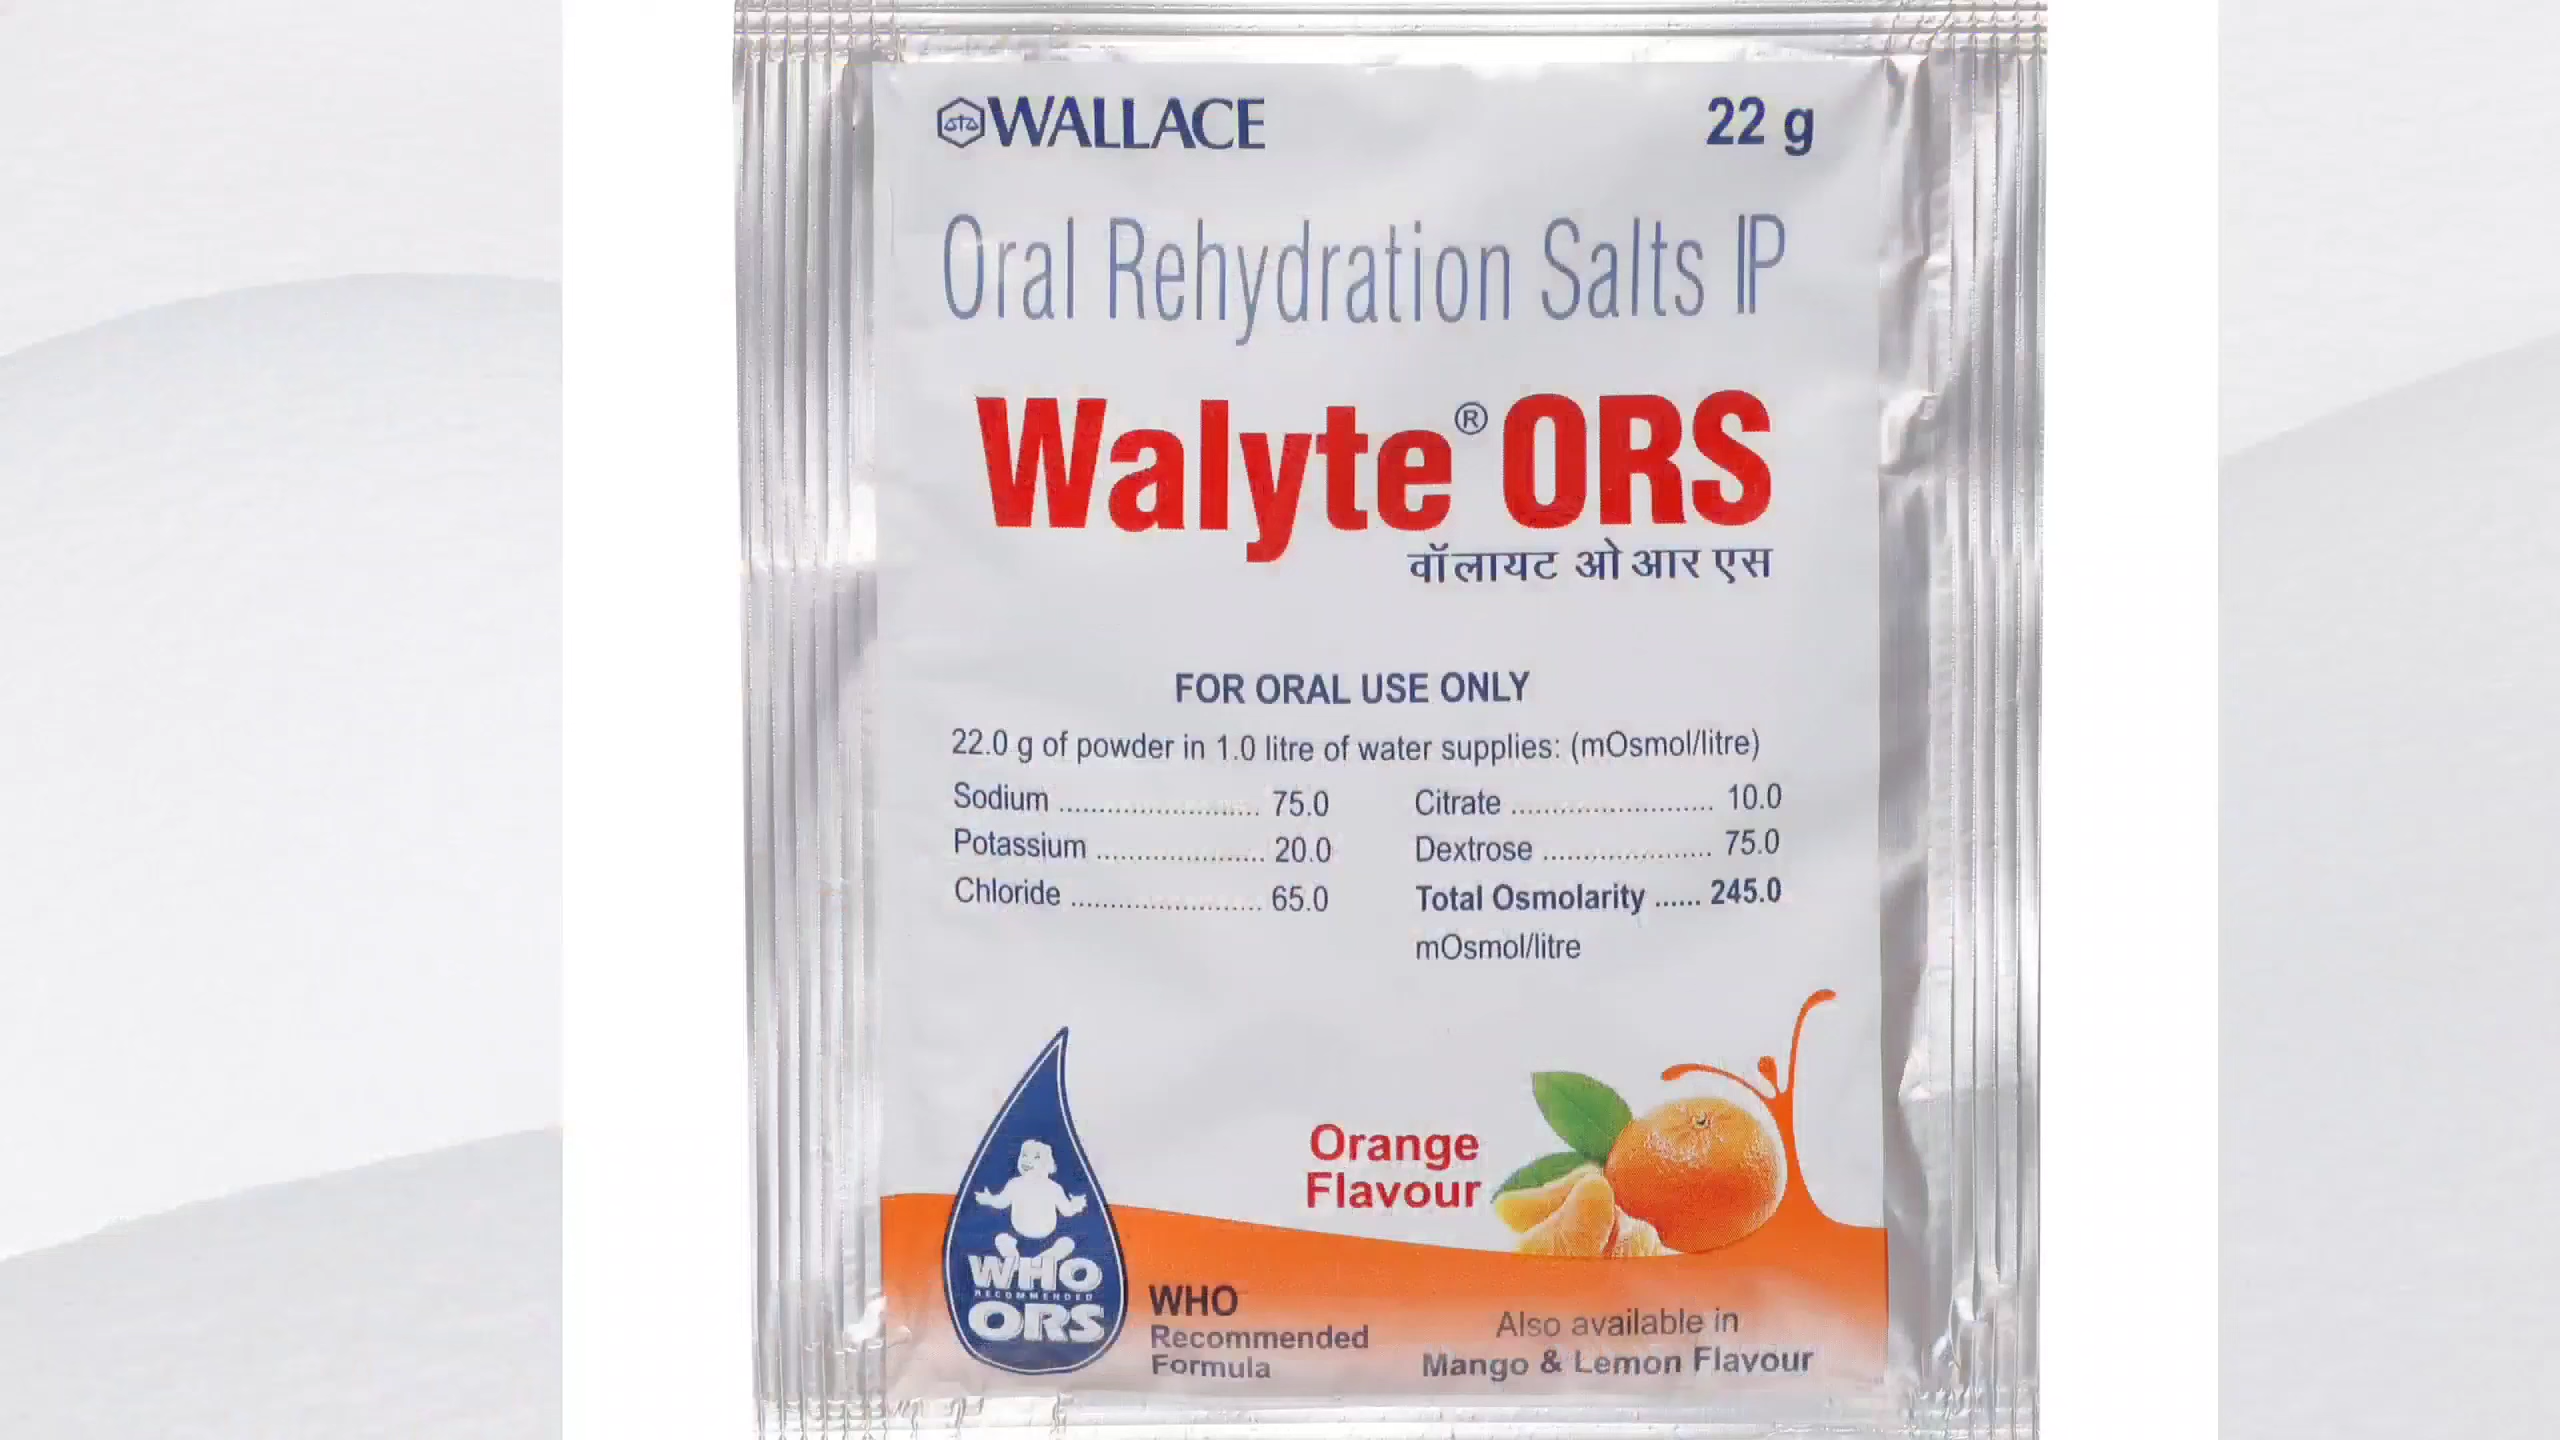 WALLACE
22 g
Oral Rehydration Salts IP
Walyte® ORS
वॉलायट ओ आर एस
FOR ORAL USE ONLY
22.0 g of powder in 1.0 litre of water supplies: (mOsmol/litre)
Sodium ......................... 75.0
Potassium ..................... 20.0
Chloride ........................ 65.0
Citrate ......................... 10.0
Dextrose ..................... 75.0
Total Osmolarity ...... 245.0
mOsmol/litre
Orange
Flavour
WHO
RECOMMENDED
ORS
WHO
Recommended
Formula
Also available in
Mango & Lemon Flavour